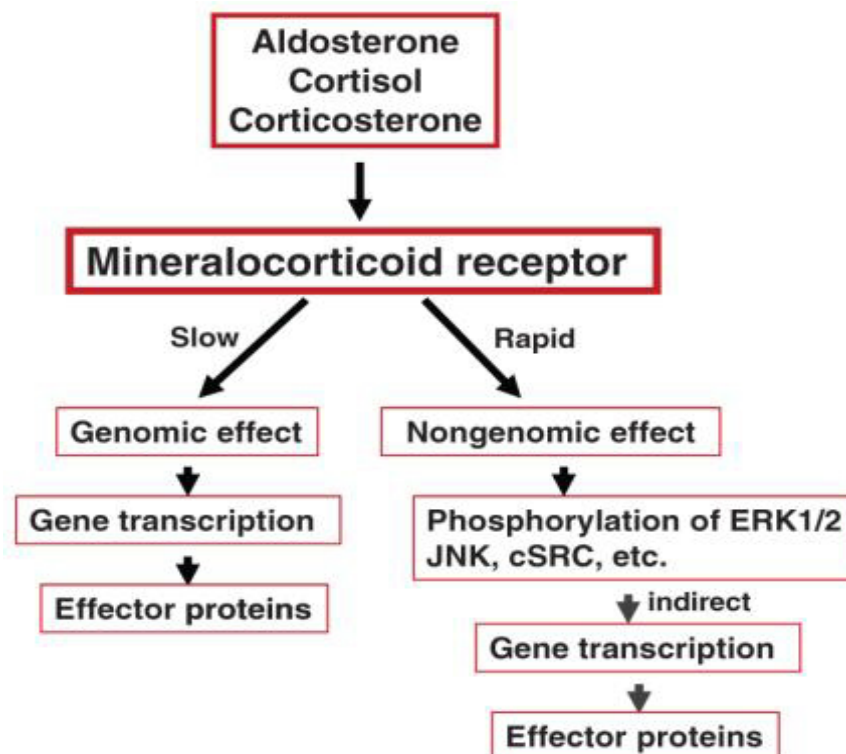 Aldosterone
Cortisol
Corticosterone
Mineralocorticoid receptor
Slow
Rapid
Genomic effect
Nongenomic effect
Gene transcription
Phosphorylation of ERK1/2
JNK, cSRC, etc.
Effector proteins
indirect
Gene transcription
Effector proteins